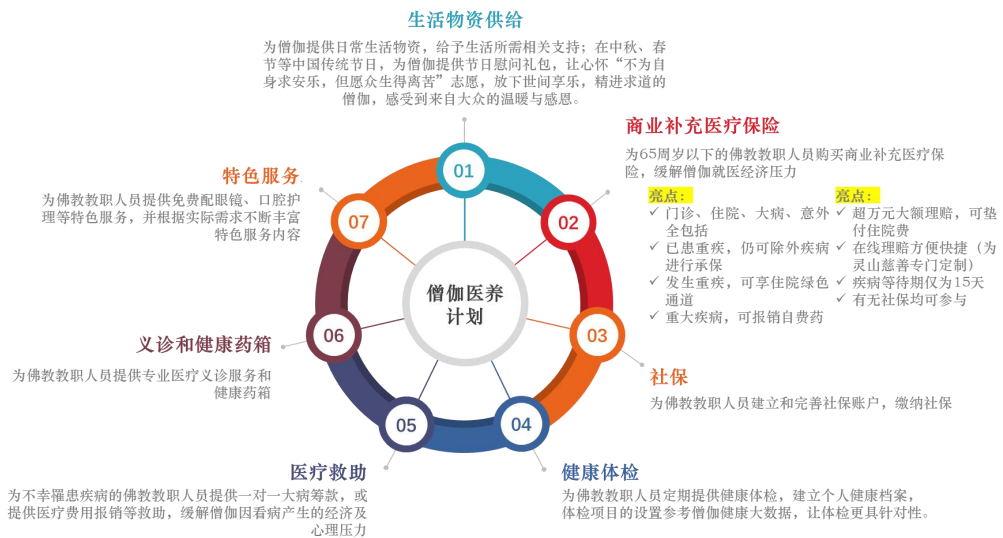 生活物资供给
为僧伽提供日常生活物资，给予生活所需相关支持；在中秋、春
节等中国传统节日，为僧伽提供节日慰问礼包，让心怀“不为自
身求安乐，但愿众生得离苦”志愿，放下世间享乐，精进求道的
僧伽，感受到来自大众的温暖与感恩。
01
商业补充医疗保险
为65周岁以下的佛教教职人员购买商业补充医疗保
险，缓解僧伽就医经济压力
亮点：
✓ 门诊、住院、大病、意外
全包括
✓ 已患重疾，仍可除外疾病
进行承保
✓ 发生重疾，可享住院绿色
通道
✓ 重大疾病，可报销自费药
亮点：
✓ 超万元大额理赔，可垫
付住院费
✓ 在线理赔方便快捷（为
灵山慈善专门定制）
✓ 疾病等待期仅为15天
✓ 有无社保均可参与
02
03
社保
为佛教教职人员建立和完善社保账户，缴纳社保
04
健康体检
为佛教教职人员定期提供健康体检，建立个人健康档案，
体检项目的设置参考僧伽健康大数据，让体检更具针对性。
05
医疗救助
为不幸罹患疾病的佛教教职人员提供一对一大病筹款，或
提供医疗费用报销等救助，缓解僧伽因看病产生的经济及
心理压力
06
义诊和健康药箱
为佛教教职人员提供专业医疗义诊服务和
健康药箱
07
特色服务
为佛教教职人员提供免费配眼镜、口腔护
理等特色服务，并根据实际需求不断丰富
特色服务内容
僧伽医养
计划